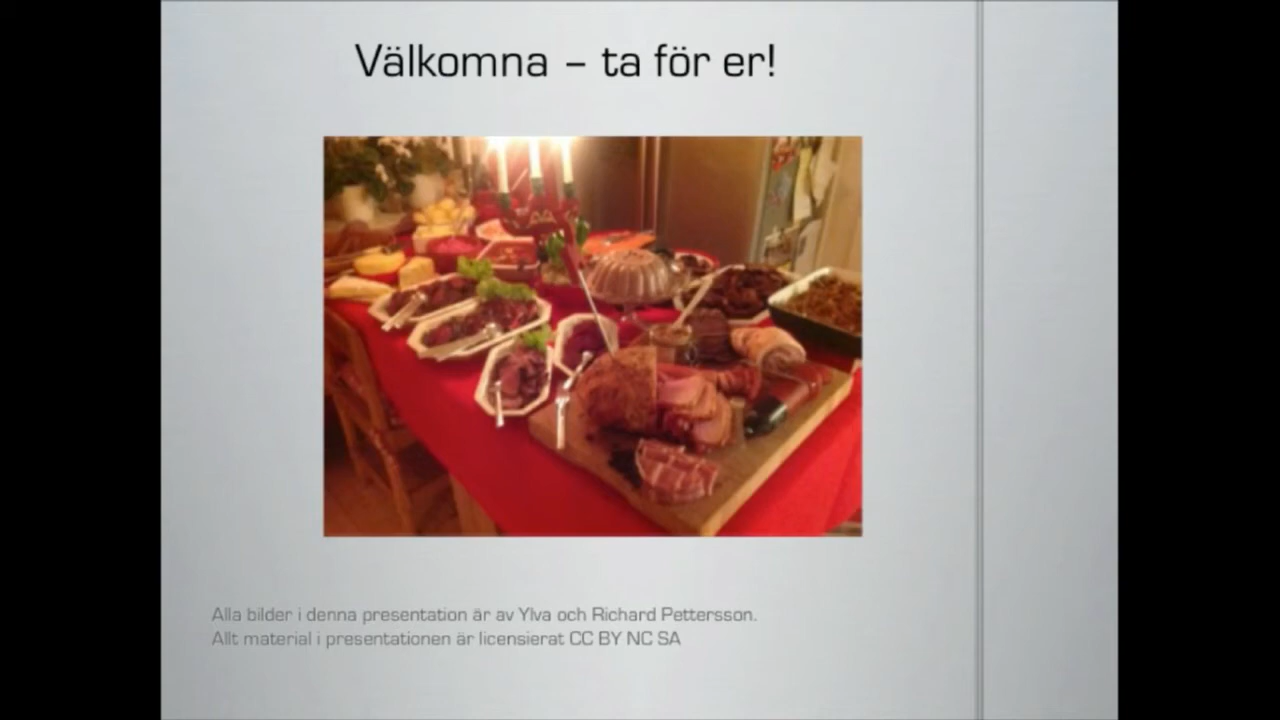 Välkomna – ta för er!
Alla bilder i denna presentation är av Ylva och Richard Pettersson.
Allt material i presentationen är licensierat CC BY NC SA